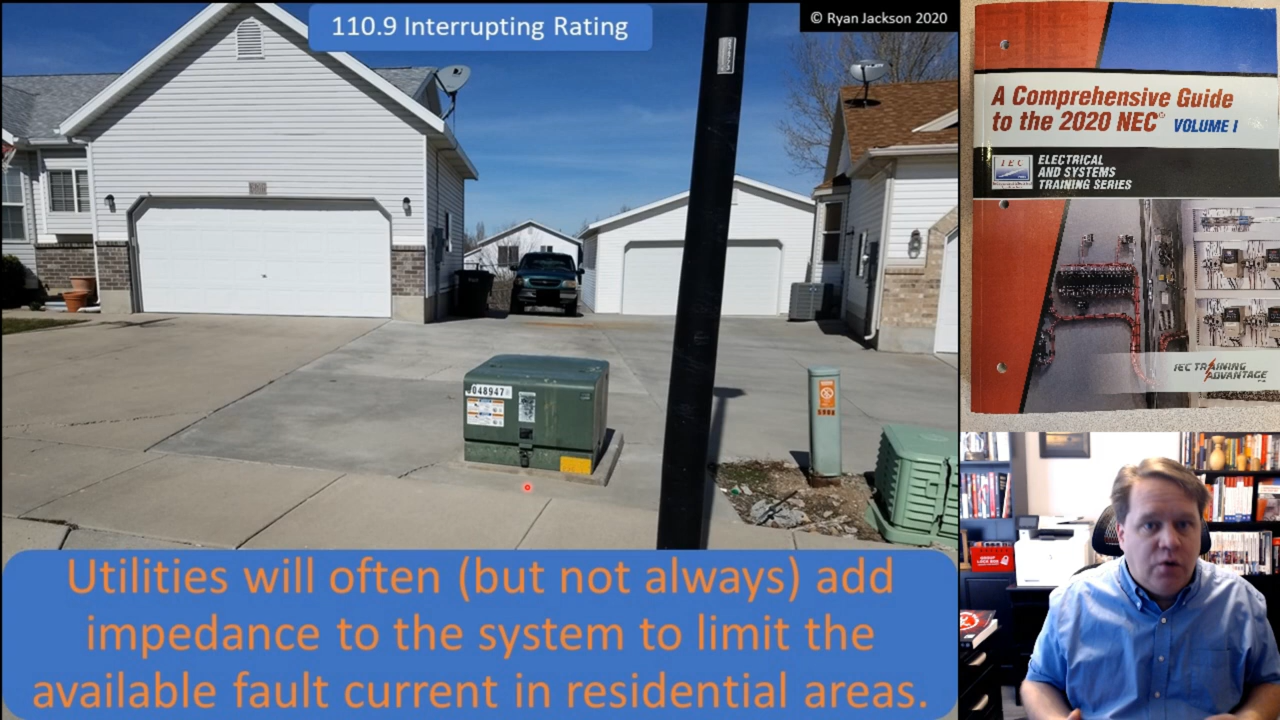 110.9 Interrupting Rating
© Ryan Jackson 2020
048947
Utilities will often (but not always) add
impedance to the system to limit the
available fault current in residential areas.
A Comprehensive Guide
to the 2020 NEC® VOLUME I
IEC
ELECTRICAL
AND SYSTEMS
TRAINING SERIES
IEC TRAINING
ADVANTAGE